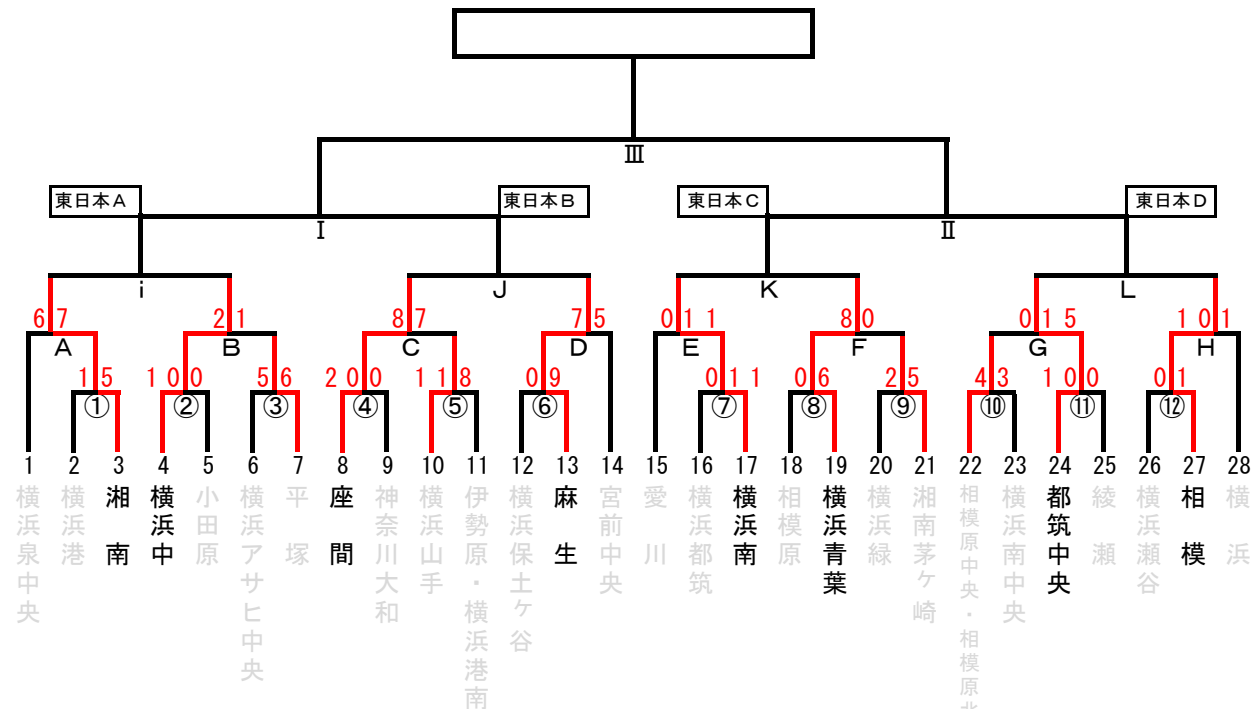 Ⅲ
東日本A
東日本B
東日本C
東日本D
Ⅰ
Ⅱ
i
J
K
L
6 7
2 1
8 7
7 5
0 1 1
8 0
0 1 5
1 0 1
A
B
C
D
E
F
G
H
1 5
1 0 0
5 6
2 0 0
1 1 8
0 9
0 1 1
0 6
2 5
4 3
1 0 0
0 1
①
②
③
④
⑤
⑥
⑦
⑧
⑨
⑩
⑪
⑫
1 2 3 4 5 6 7 8 9 10 11 12 13 14 15 16 17 18 19 20 21 22 23 24 25 26 27 28
横浜泉中央
横浜港
湘南
横浜中
小田原
横浜アサヒ中央
平塚
座間
神奈川大和
横浜山手
伊勢原・横浜港南
横浜保土ヶ谷
麻生
宮前中央
愛川
横浜都筑
横浜南
相模原
横浜青葉
横浜緑
湘南茅ヶ崎
相模原中央・相模原北
横浜南中央
都筑中央
綾瀬
横浜瀬谷
相模
横浜